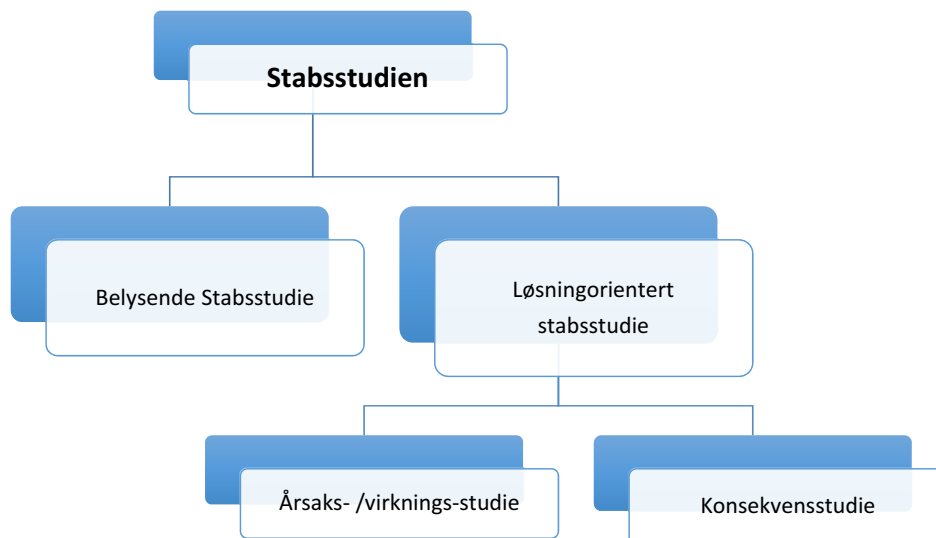 Stabsstudien
Belysende Stabsstudie
Løsningorientert
stabsstudie
Årsaks- /virknings-studie
Konsekvensstudie